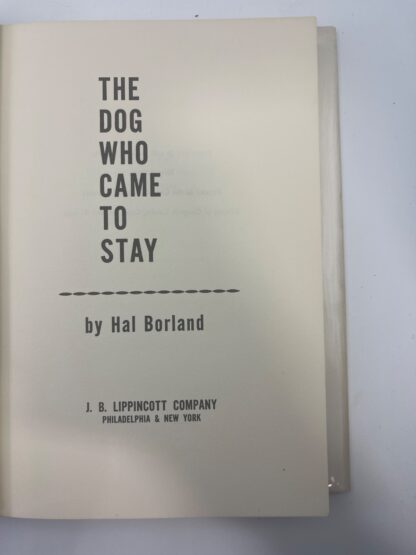 THE
DOG
WHO
CAME
TO
STAY
by Hal Borland
J. B. LIPPINCOTT COMPANY
PHILADELPHIA & NEW YORK